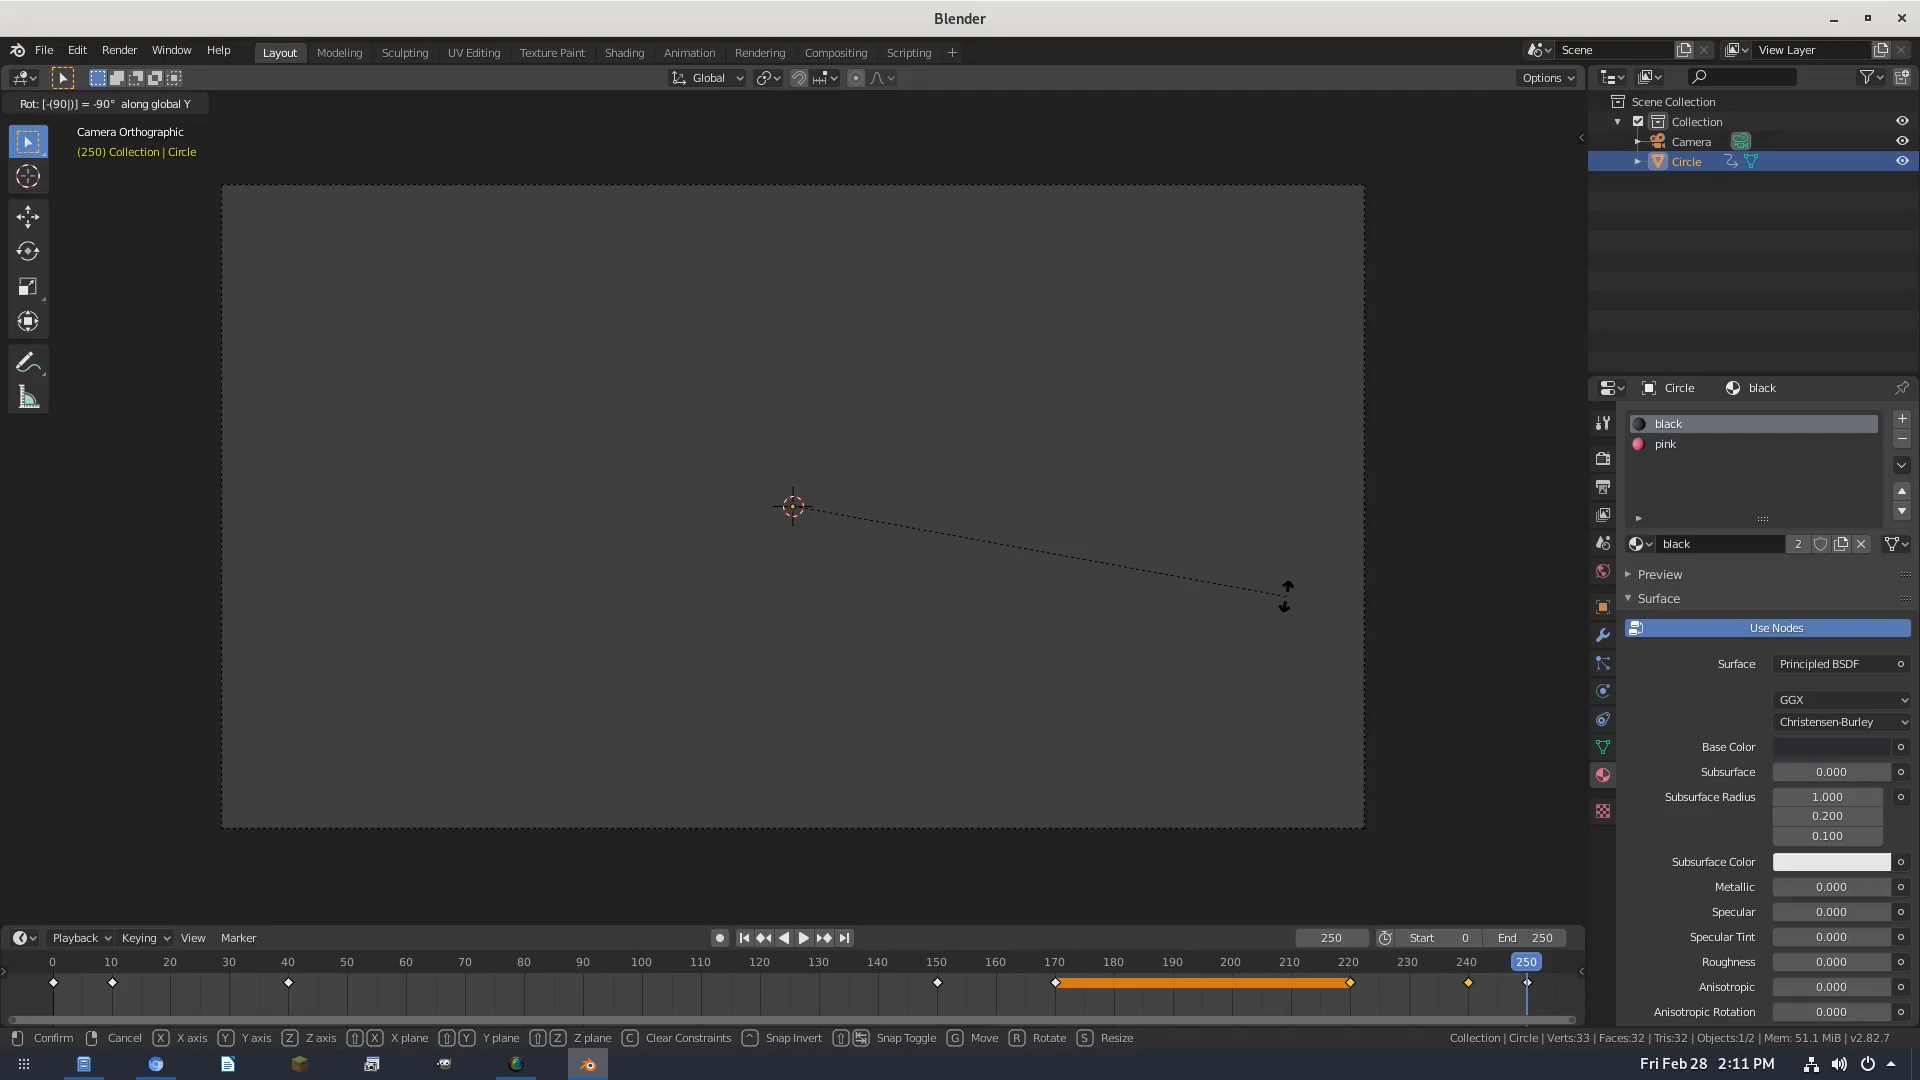 Blender
File Edit Render Window Help Layout Modeling Sculpting UV Editing Texture Paint Shading Animation Rendering Compositing Scripting + Scene View Layer
Global Options
Rot: [-(90|)] = -90° along global Y
Camera Orthographic
(250) Collection | Circle
Scene Collection
Collection
Camera
Circle
Circle black
black
pink
black 2
Preview
Surface
Use Nodes
Surface Principled BSDF
GGX
Christensen-Burley
Base Color
Subsurface 0.000
Subsurface Radius 1.000
0.200
0.100
Subsurface Color
Metallic 0.000
Specular 0.000
Specular Tint 0.000
Roughness 0.000
Anisotropic 0.000
Anisotropic Rotation 0.000
Playback Keying View Marker 250 Start 0 End 250
0 10 20 30 40 50 60 70 80 90 100 110 120 130 140 150 160 170 180 190 200 210 220 230 240 250
Confirm Cancel X X axis Y Y axis Z Z axis X X plane Y Y plane Z Z plane C Clear Constraints ^ Snap Invert Snap Toggle G Move R Rotate S Resize Collection | Circle | Verts:33 | Faces:32 | Tris:32 | Objects:1/2 | Mem: 51.1 MiB | v2.82.7
Fri Feb 28 2:11 PM